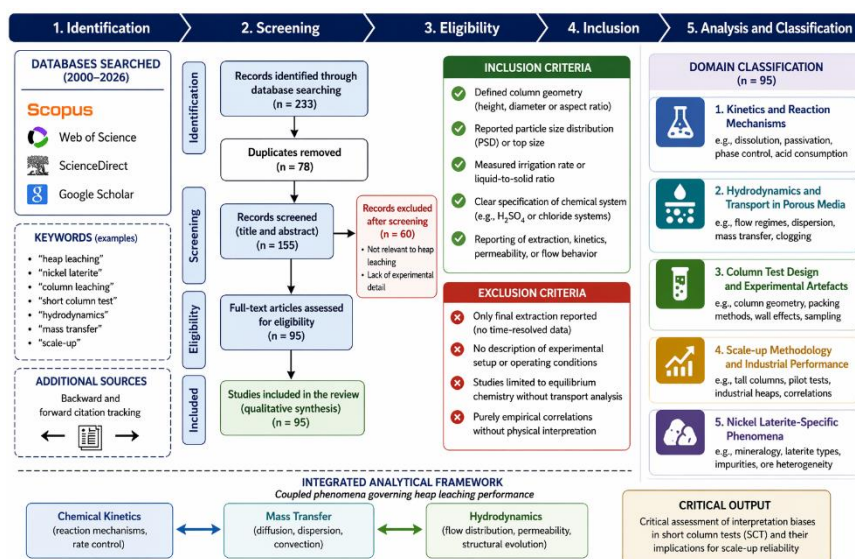 1. Identification
2. Screening
3. Eligibility
4. Inclusion
5. Analysis and Classification
DATABASES SEARCHED
(2000–2026)
Scopus
Web of Science
ScienceDirect
Google Scholar
KEYWORDS (examples)
• "heap leaching"
• "nickel laterite"
• "column leaching"
• "short column test"
• "hydrodynamics"
• "mass transfer"
• "scale-up"
ADDITIONAL SOURCES
Backward and
forward citation tracking
Identification
Screening
Eligibility
Included
Records identified through
database searching
(n = 233)
Duplicates removed
(n = 78)
Records screened
(title and abstract)
(n = 155)
Records excluded
after screening
(n = 60)
• Not relevant to heap
leaching
• Lack of experimental
detail
Full-text articles assessed
for eligibility
(n = 95)
Studies included in the review
(qualitative synthesis)
(n = 95)
INCLUSION CRITERIA
Defined column geometry
(height, diameter or aspect ratio)
Reported particle size distribution
(PSD) or top size
Measured irrigation rate or
liquid-to-solid ratio
Clear specification of chemical system
(e.g., H₂SO₄ or chloride systems)
Reporting of extraction, kinetics,
permeability, or flow behavior
EXCLUSION CRITERIA
Only final extraction reported
(no time-resolved data)
No description of experimental
setup or operating conditions
Studies limited to equilibrium
chemistry without transport analysis
Purely empirical correlations
without physical interpretation
DOMAIN CLASSIFICATION
(n = 95)
1. Kinetics and Reaction
Mechanisms
e.g., dissolution, passivation,
phase control, acid consumption
2. Hydrodynamics and
Transport in Porous Media
e.g., flow regimes, dispersion,
mass transfer, clogging
3. Column Test Design
and Experimental Artefacts
e.g., column geometry, packing
methods, wall effects, sampling
4. Scale-up Methodology
and Industrial Performance
e.g., tall columns, pilot tests,
industrial heaps, correlations
5. Nickel Laterite-Specific
Phenomena
e.g., mineralogy, laterite types,
impurities, ore heterogeneity
INTEGRATED ANALYTICAL FRAMEWORK
Coupled phenomena governing heap leaching performance
Chemical Kinetics
(reaction mechanisms,
rate control)
Mass Transfer
(diffusion, dispersion,
convection)
Hydrodynamics
(flow distribution, permeability,
structural evolution)
CRITICAL OUTPUT
Critical assessment of interpretation biases
in short column tests (SCT) and their
implications for scale-up reliability